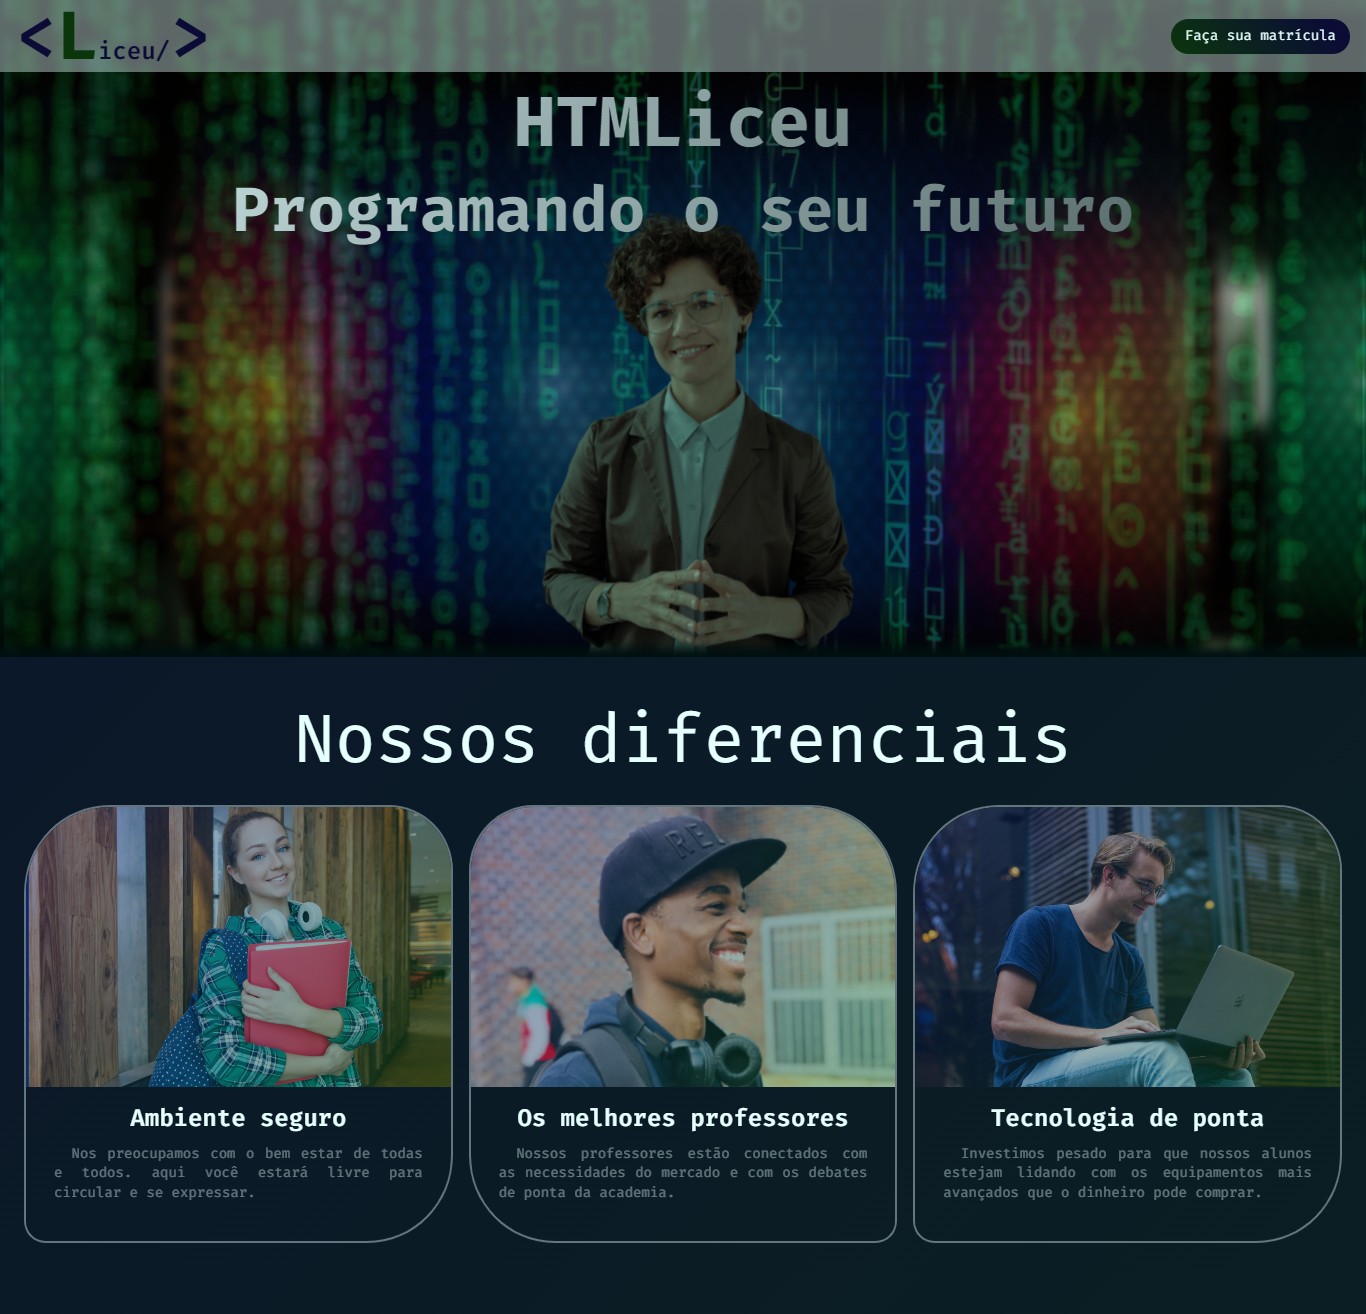 <Liceu/>
Faça sua matrícula
HTMLiceu
Programando o seu futuro
Nossos diferenciais
Ambiente seguro
Nos preocupamos com o bem estar de todas
e todos. aqui você estará livre para
circular e se expressar.
Os melhores professores
Nossos professores estão conectados com
as necessidades do mercado e com os debates
de ponta da academia.
Tecnologia de ponta
Investimos pesado para que nossos alunos
estejam lidando com os equipamentos mais
avançados que o dinheiro pode comprar.